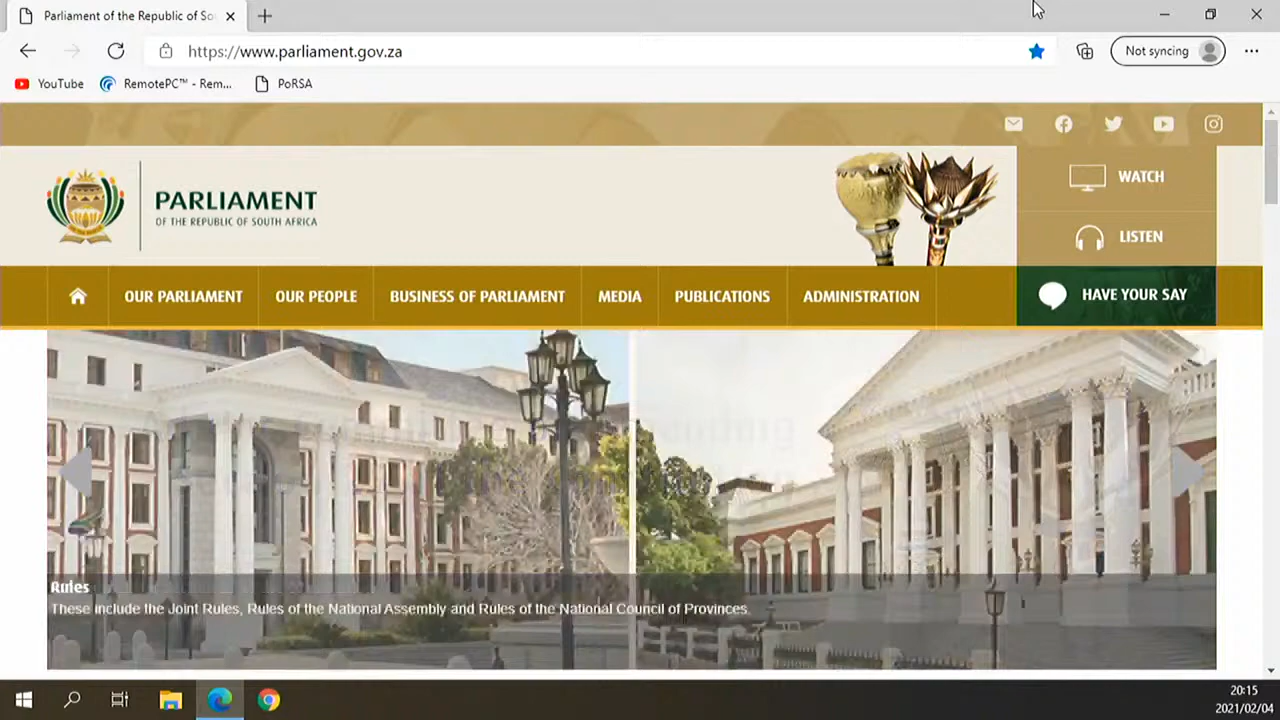 Parliament of the Republic of So
https://www.parliament.gov.za
Not syncing
YouTube
RemotePC™ - Rem...
PoRSA
PARLIAMENT
OF THE REPUBLIC OF SOUTH AFRICA
WATCH
LISTEN
OUR PARLIAMENT
OUR PEOPLE
BUSINESS OF PARLIAMENT
MEDIA
PUBLICATIONS
ADMINISTRATION
HAVE YOUR SAY
Rules
These include the Joint Rules, Rules of the National Assembly and Rules of the National Council of Provinces.
20:15
2021/02/04